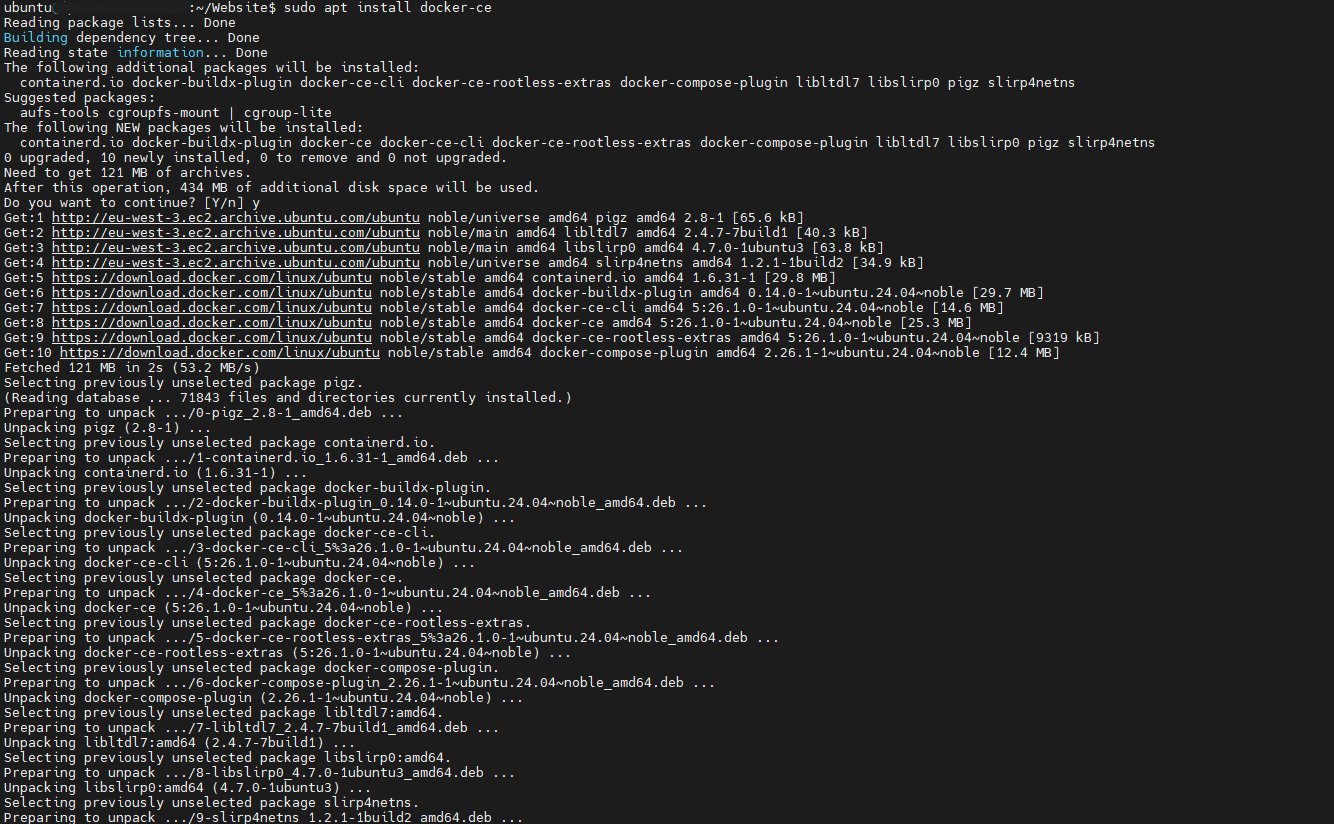 ubuntu :~/Website$ sudo apt install docker-ce
Reading package lists... Done
Building dependency tree... Done
Reading state information... Done
The following additional packages will be installed:
  containerd.io docker-buildx-plugin docker-ce-cli docker-ce-rootless-extras docker-compose-plugin libltdl7 libslirp0 pigz slirp4netns
Suggested packages:
  aufs-tools cgroupfs-mount | cgroup-lite
The following NEW packages will be installed:
  containerd.io docker-buildx-plugin docker-ce docker-ce-cli docker-ce-rootless-extras docker-compose-plugin libltdl7 libslirp0 pigz slirp4netns
0 upgraded, 10 newly installed, 0 to remove and 0 not upgraded.
Need to get 121 MB of archives.
After this operation, 434 MB of additional disk space will be used.
Do you want to continue? [Y/n] y
Get:1 http://eu-west-3.ec2.archive.ubuntu.com/ubuntu noble/universe amd64 pigz amd64 2.8-1 [65.6 kB]
Get:2 http://eu-west-3.ec2.archive.ubuntu.com/ubuntu noble/main amd64 libltdl7 amd64 2.4.7-7build1 [40.3 kB]
Get:3 http://eu-west-3.ec2.archive.ubuntu.com/ubuntu noble/main amd64 libslirp0 amd64 4.7.0-1ubuntu3 [63.8 kB]
Get:4 http://eu-west-3.ec2.archive.ubuntu.com/ubuntu noble/universe amd64 slirp4netns amd64 1.2.1-1build2 [34.9 kB]
Get:5 https://download.docker.com/linux/ubuntu noble/stable amd64 containerd.io amd64 1.6.31-1 [29.8 MB]
Get:6 https://download.docker.com/linux/ubuntu noble/stable amd64 docker-buildx-plugin amd64 0.14.0-1~ubuntu.24.04~noble [29.7 MB]
Get:7 https://download.docker.com/linux/ubuntu noble/stable amd64 docker-ce-cli amd64 5:26.1.0-1~ubuntu.24.04~noble [14.6 MB]
Get:8 https://download.docker.com/linux/ubuntu noble/stable amd64 docker-ce amd64 5:26.1.0-1~ubuntu.24.04~noble [25.3 MB]
Get:9 https://download.docker.com/linux/ubuntu noble/stable amd64 docker-ce-rootless-extras amd64 5:26.1.0-1~ubuntu.24.04~noble [9319 kB]
Get:10 https://download.docker.com/linux/ubuntu noble/stable amd64 docker-compose-plugin amd64 2.26.1-1~ubuntu.24.04~noble [12.4 MB]
Fetched 121 MB in 2s (53.2 MB/s)
Selecting previously unselected package pigz.
(Reading database ... 71843 files and directories currently installed.)
Preparing to unpack .../0-pigz_2.8-1_amd64.deb ...
Unpacking pigz (2.8-1) ...
Selecting previously unselected package containerd.io.
Preparing to unpack .../1-containerd.io_1.6.31-1_amd64.deb ...
Unpacking containerd.io (1.6.31-1) ...
Selecting previously unselected package docker-buildx-plugin.
Preparing to unpack .../2-docker-buildx-plugin_0.14.0-1~ubuntu.24.04~noble_amd64.deb ...
Unpacking docker-buildx-plugin (0.14.0-1~ubuntu.24.04~noble) ...
Selecting previously unselected package docker-ce-cli.
Preparing to unpack .../3-docker-ce-cli_5%3a26.1.0-1~ubuntu.24.04~noble_amd64.deb ...
Unpacking docker-ce-cli (5:26.1.0-1~ubuntu.24.04~noble) ...
Selecting previously unselected package docker-ce.
Preparing to unpack .../4-docker-ce_5%3a26.1.0-1~ubuntu.24.04~noble_amd64.deb ...
Unpacking docker-ce (5:26.1.0-1~ubuntu.24.04~noble) ...
Selecting previously unselected package docker-ce-rootless-extras.
Preparing to unpack .../5-docker-ce-rootless-extras_5%3a26.1.0-1~ubuntu.24.04~noble_amd64.deb ...
Unpacking docker-ce-rootless-extras (5:26.1.0-1~ubuntu.24.04~noble) ...
Selecting previously unselected package docker-compose-plugin.
Preparing to unpack .../6-docker-compose-plugin_2.26.1-1~ubuntu.24.04~noble_amd64.deb ...
Unpacking docker-compose-plugin (2.26.1-1~ubuntu.24.04~noble) ...
Selecting previously unselected package libltdl7:amd64.
Preparing to unpack .../7-libltdl7_2.4.7-7build1_amd64.deb ...
Unpacking libltdl7:amd64 (2.4.7-7build1) ...
Selecting previously unselected package libslirp0:amd64.
Preparing to unpack .../8-libslirp0_4.7.0-1ubuntu3_amd64.deb ...
Unpacking libslirp0:amd64 (4.7.0-1ubuntu3) ...
Selecting previously unselected package slirp4netns.
Preparing to unpack .../9-slirp4netns_1.2.1-1build2_amd64.deb ...